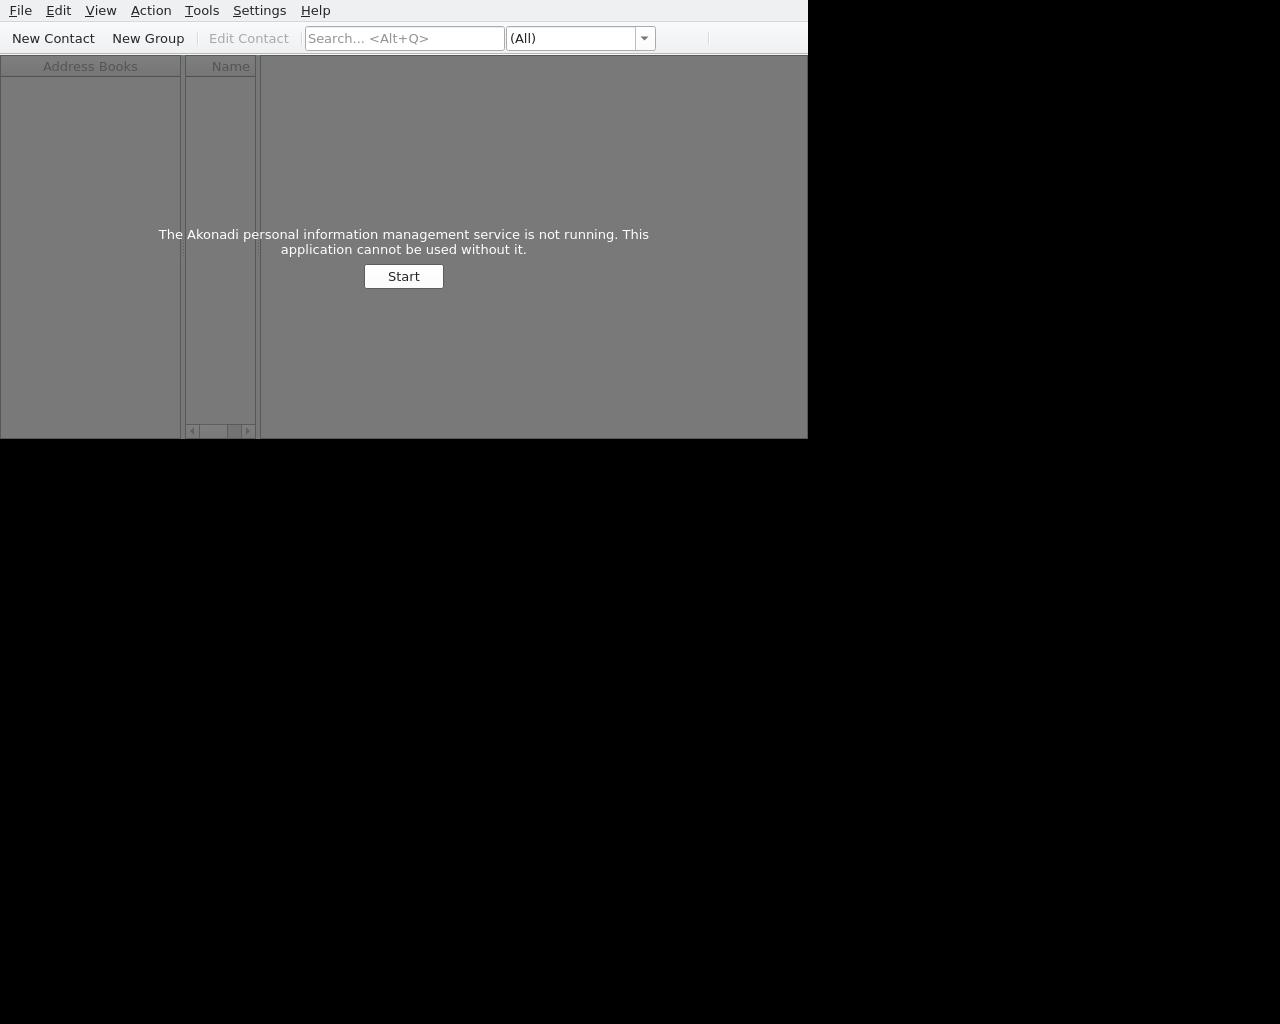 File Edit View Action Tools Settings Help
New Contact New Group Edit Contact Search... <Alt+Q> (All)
Address Books Name
The Akonadi personal information management service is not running. This
application cannot be used without it.
Start